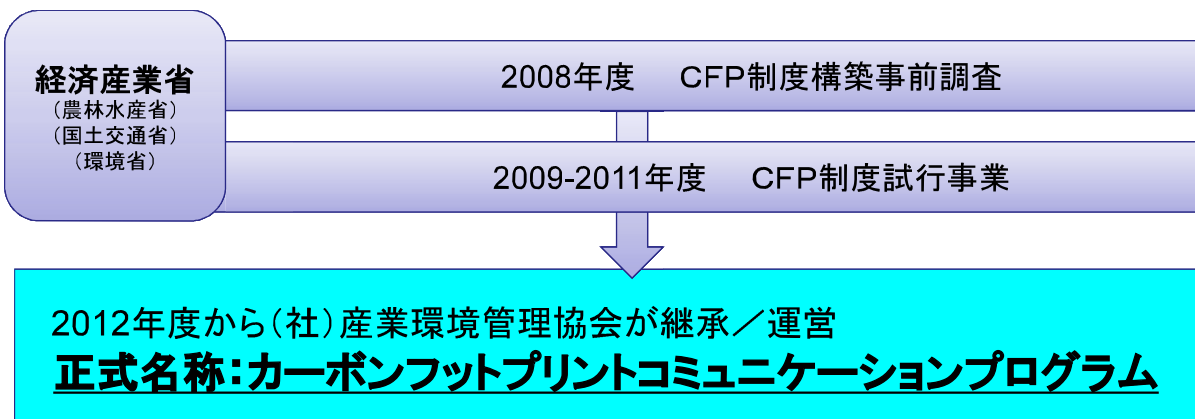 経済産業省
（農林水産省）
（国土交通省）
（環境省）
2008年度　ＣＦＰ制度構築事前調査
2009-2011年度　ＣＦＰ制度試行事業
2012年度から（社）産業環境管理協会が継承／運営
正式名称：カーボンフットプリントコミュニケーションプログラム